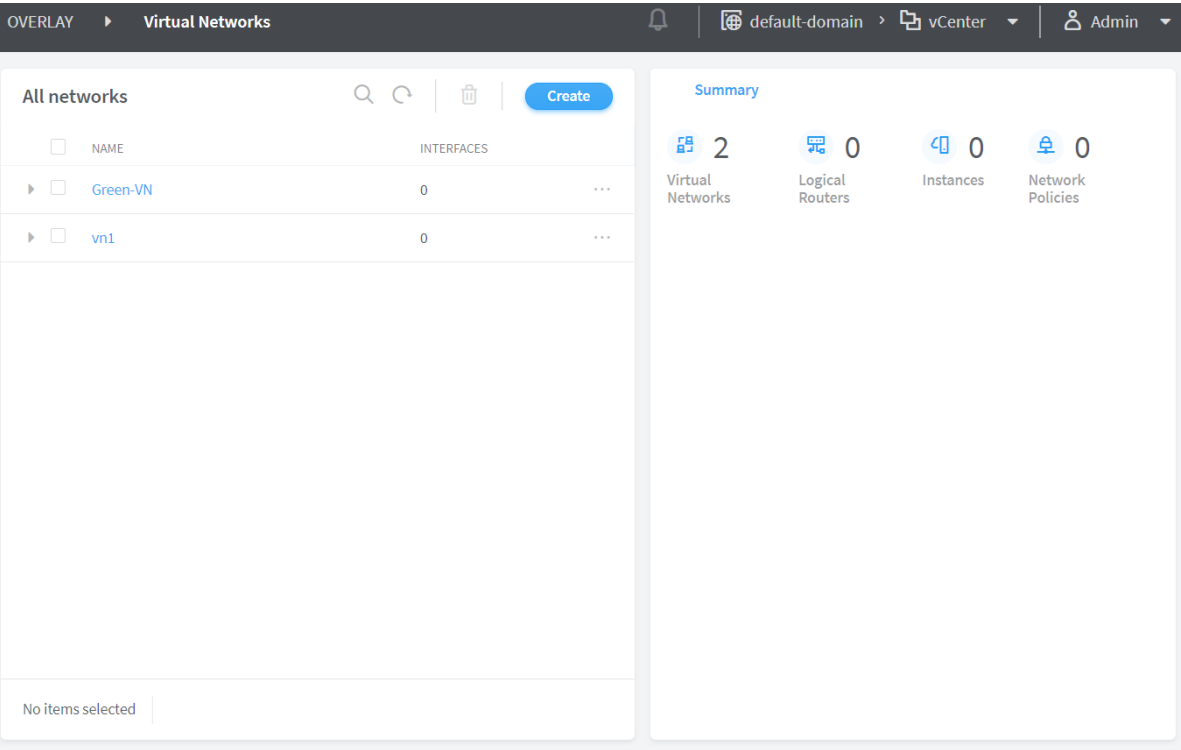 OVERLAY Virtual Networks default-domain > vCenter Admin
All networks Create
NAME INTERFACES
Green-VN 0 ...
vn1 0 ...
No items selected
Summary
2 0 0 0
Virtual Logical Instances Network
Networks Routers Policies